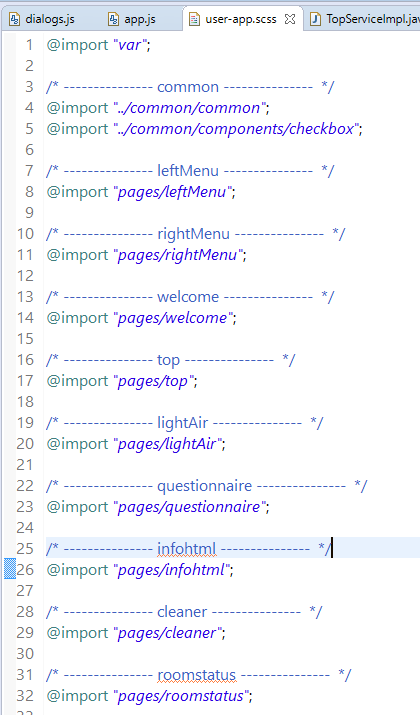 dialogs.js app.js user-app.scss TopServiceImpl.jav
1 @import "var";
2
3 /* -------------- common --------------- */
4 @import "../common/common";
5 @import "../common/components/checkbox";
6
7 /* -------------- leftMenu --------------- */
8 @import "pages/leftMenu";
9
10 /* -------------- rightMenu --------------- */
11 @import "pages/rightMenu";
12
13 /* -------------- welcome --------------- */
14 @import "pages/welcome";
15
16 /* -------------- top --------------- */
17 @import "pages/top";
18
19 /* -------------- lightAir --------------- */
20 @import "pages/lightAir";
21
22 /* -------------- questionnaire --------------- */
23 @import "pages/questionnaire";
24
25 /* -------------- infohtml --------------- */
26 @import "pages/infohtml";
27
28 /* -------------- cleaner --------------- */
29 @import "pages/cleaner";
30
31 /* -------------- roomstatus --------------- */
32 @import "pages/roomstatus";